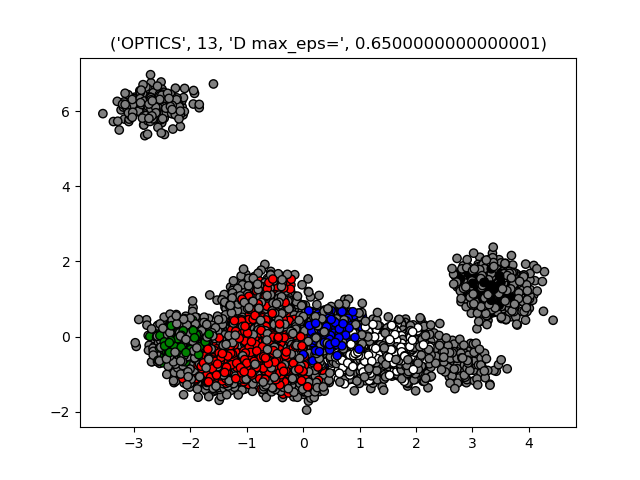 ('OPTICS', 13, 'D max_eps=', 0.6500000000000001)
6
4
2
0
−2
−3 −2 −1 0 1 2 3 4